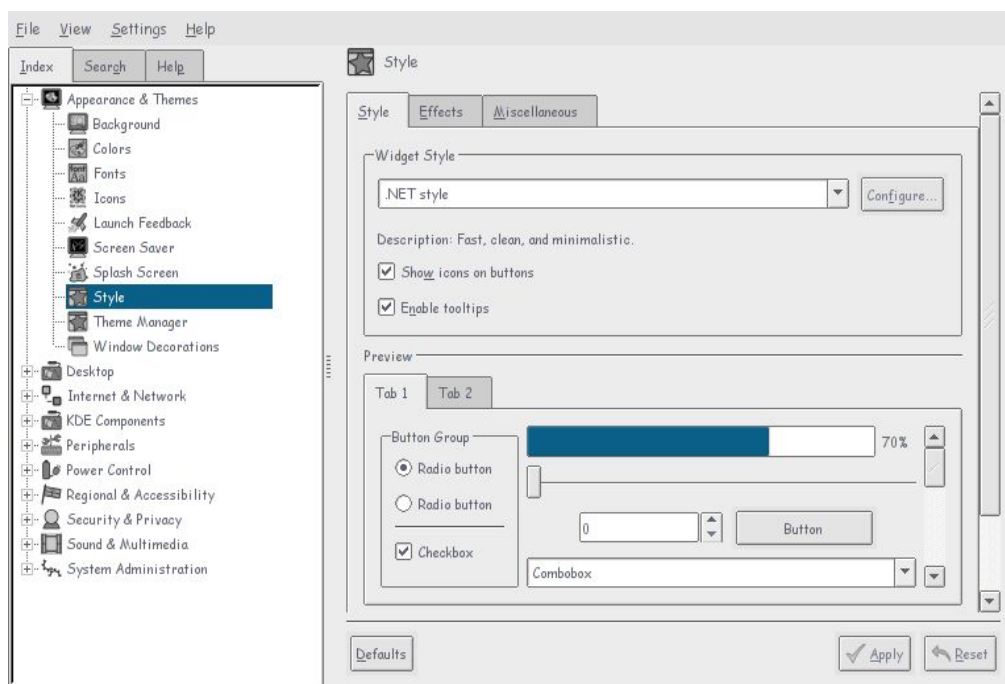 File View Settings Help
Index Search Help
Appearance & Themes
Background
Colors
Fonts
Icons
Launch Feedback
Screen Saver
Splash Screen
Style
Theme Manager
Window Decorations
Desktop
Internet & Network
KDE Components
Peripherals
Power Control
Regional & Accessibility
Security & Privacy
Sound & Multimedia
System Administration
Style
Style Effects Miscellaneous
Widget Style
.NET style
Configure...
Description: Fast, clean, and minimalistic.
Show icons on buttons
Enable tooltips
Preview
Tab 1 Tab 2
Button Group
Radio button
Radio button
Checkbox
70%
0
Button
Combobox
Defaults Apply Reset